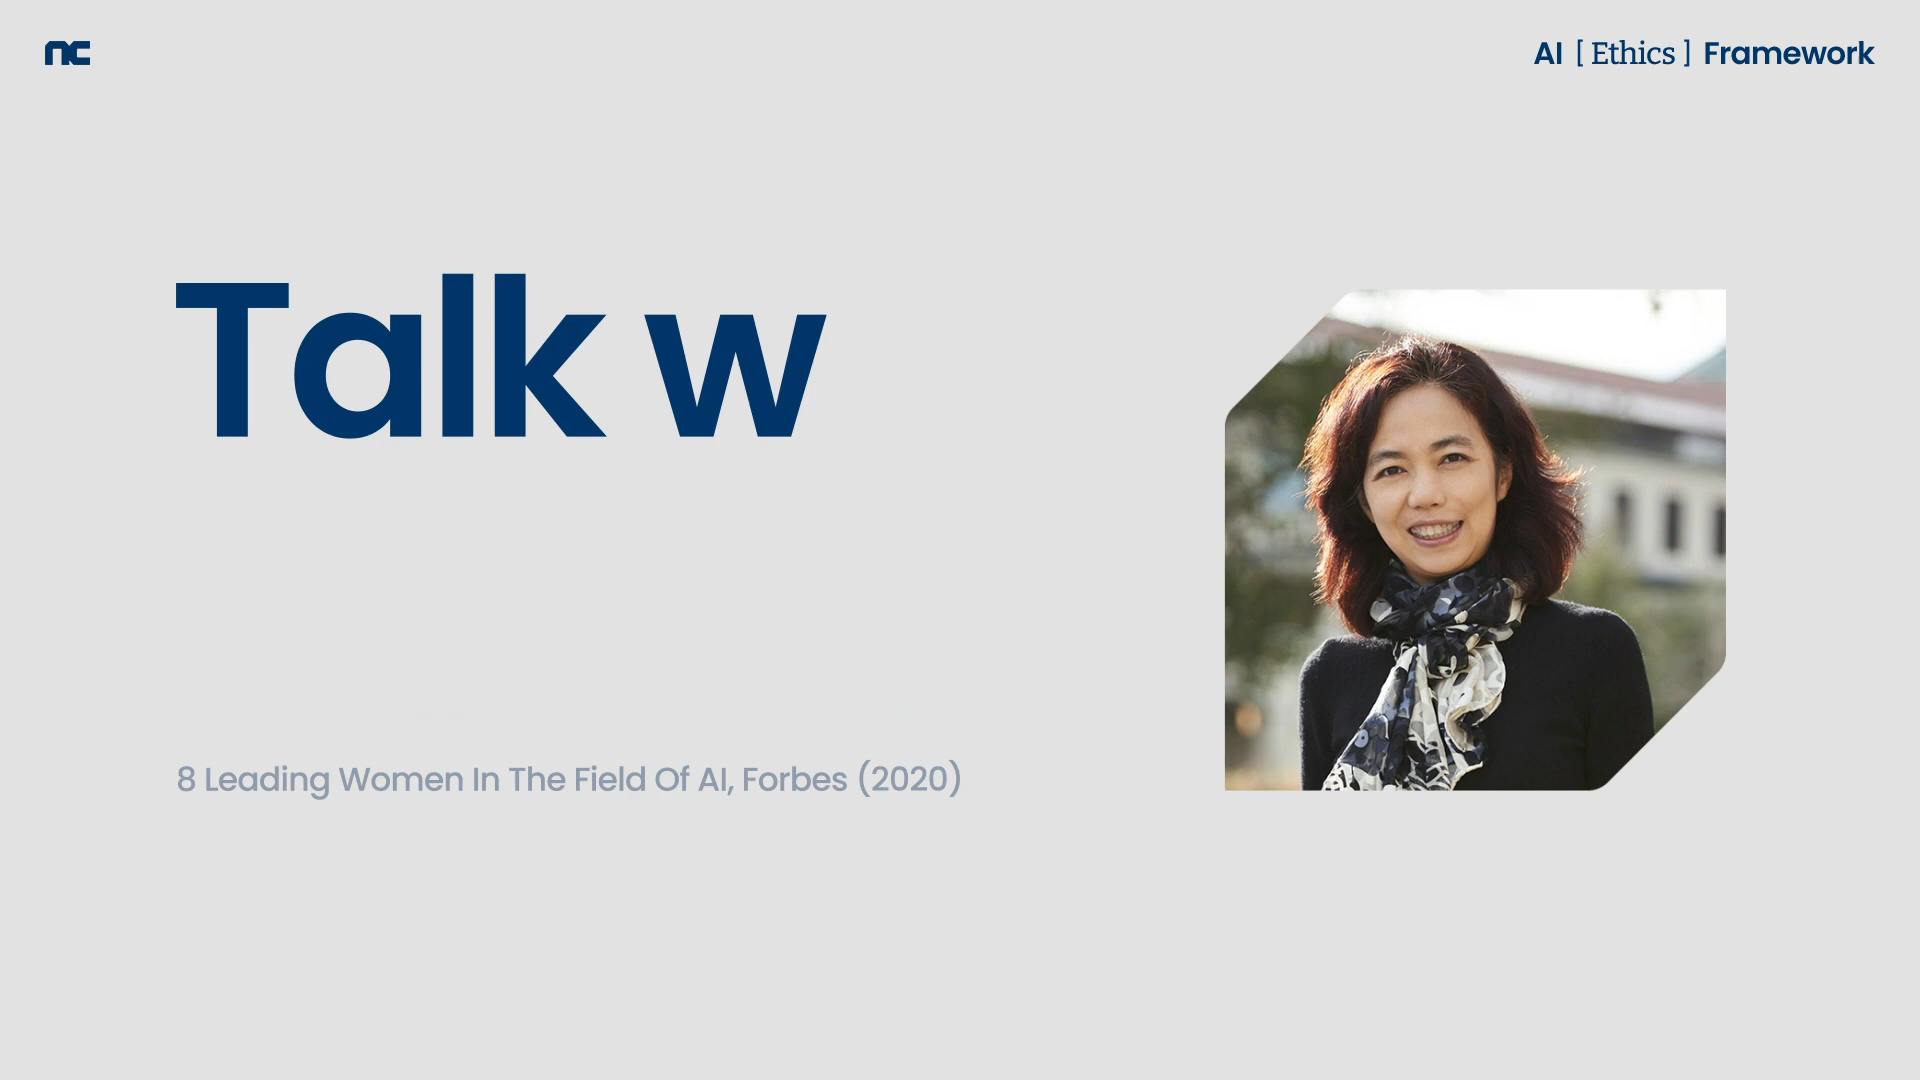 nc
AI [ Ethics ] Framework
Talk w
8 Leading Women In The Field Of AI, Forbes (2020)